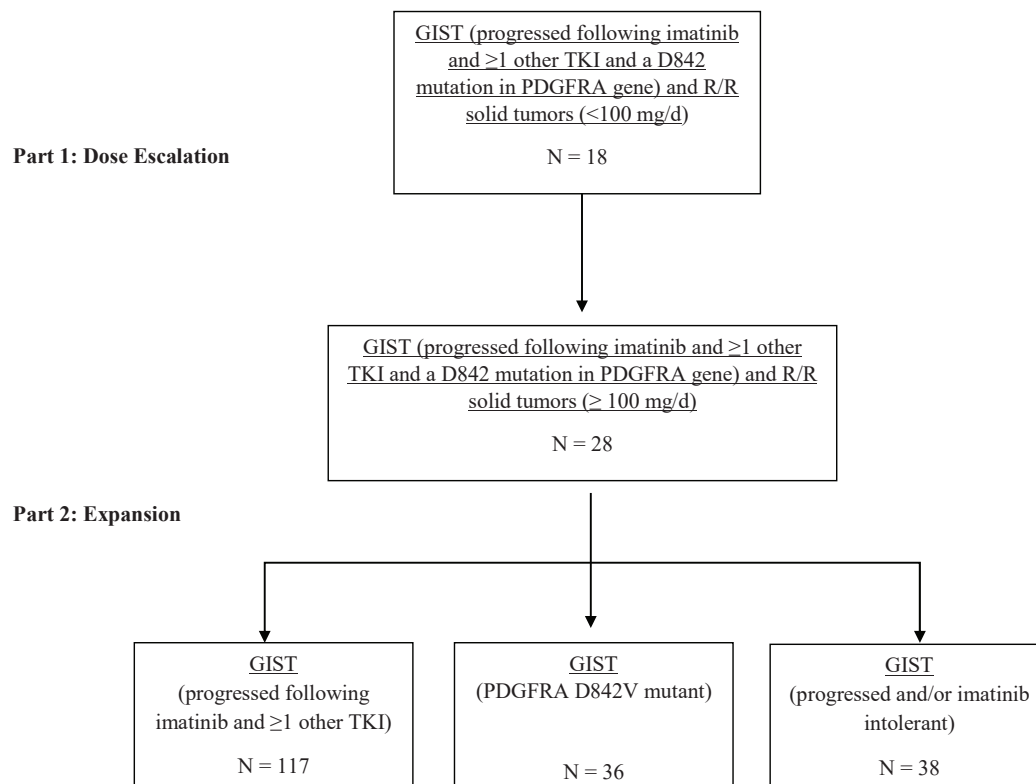 GIST (progressed following imatinib
and ≥1 other TKI and a D842
mutation in PDGFRA gene) and R/R
solid tumors (<100 mg/d)
N = 18
Part 1: Dose Escalation
GIST (progressed following imatinib and ≥1 other
TKI and a D842 mutation in PDGFRA gene) and R/R
solid tumors (≥ 100 mg/d)
N = 28
Part 2: Expansion
GIST
(progressed following
imatinib and ≥1 other TKI)
N = 117
GIST
(PDGFRA D842V mutant)
N = 36
GIST
(progressed and/or imatinib
intolerant)
N = 38